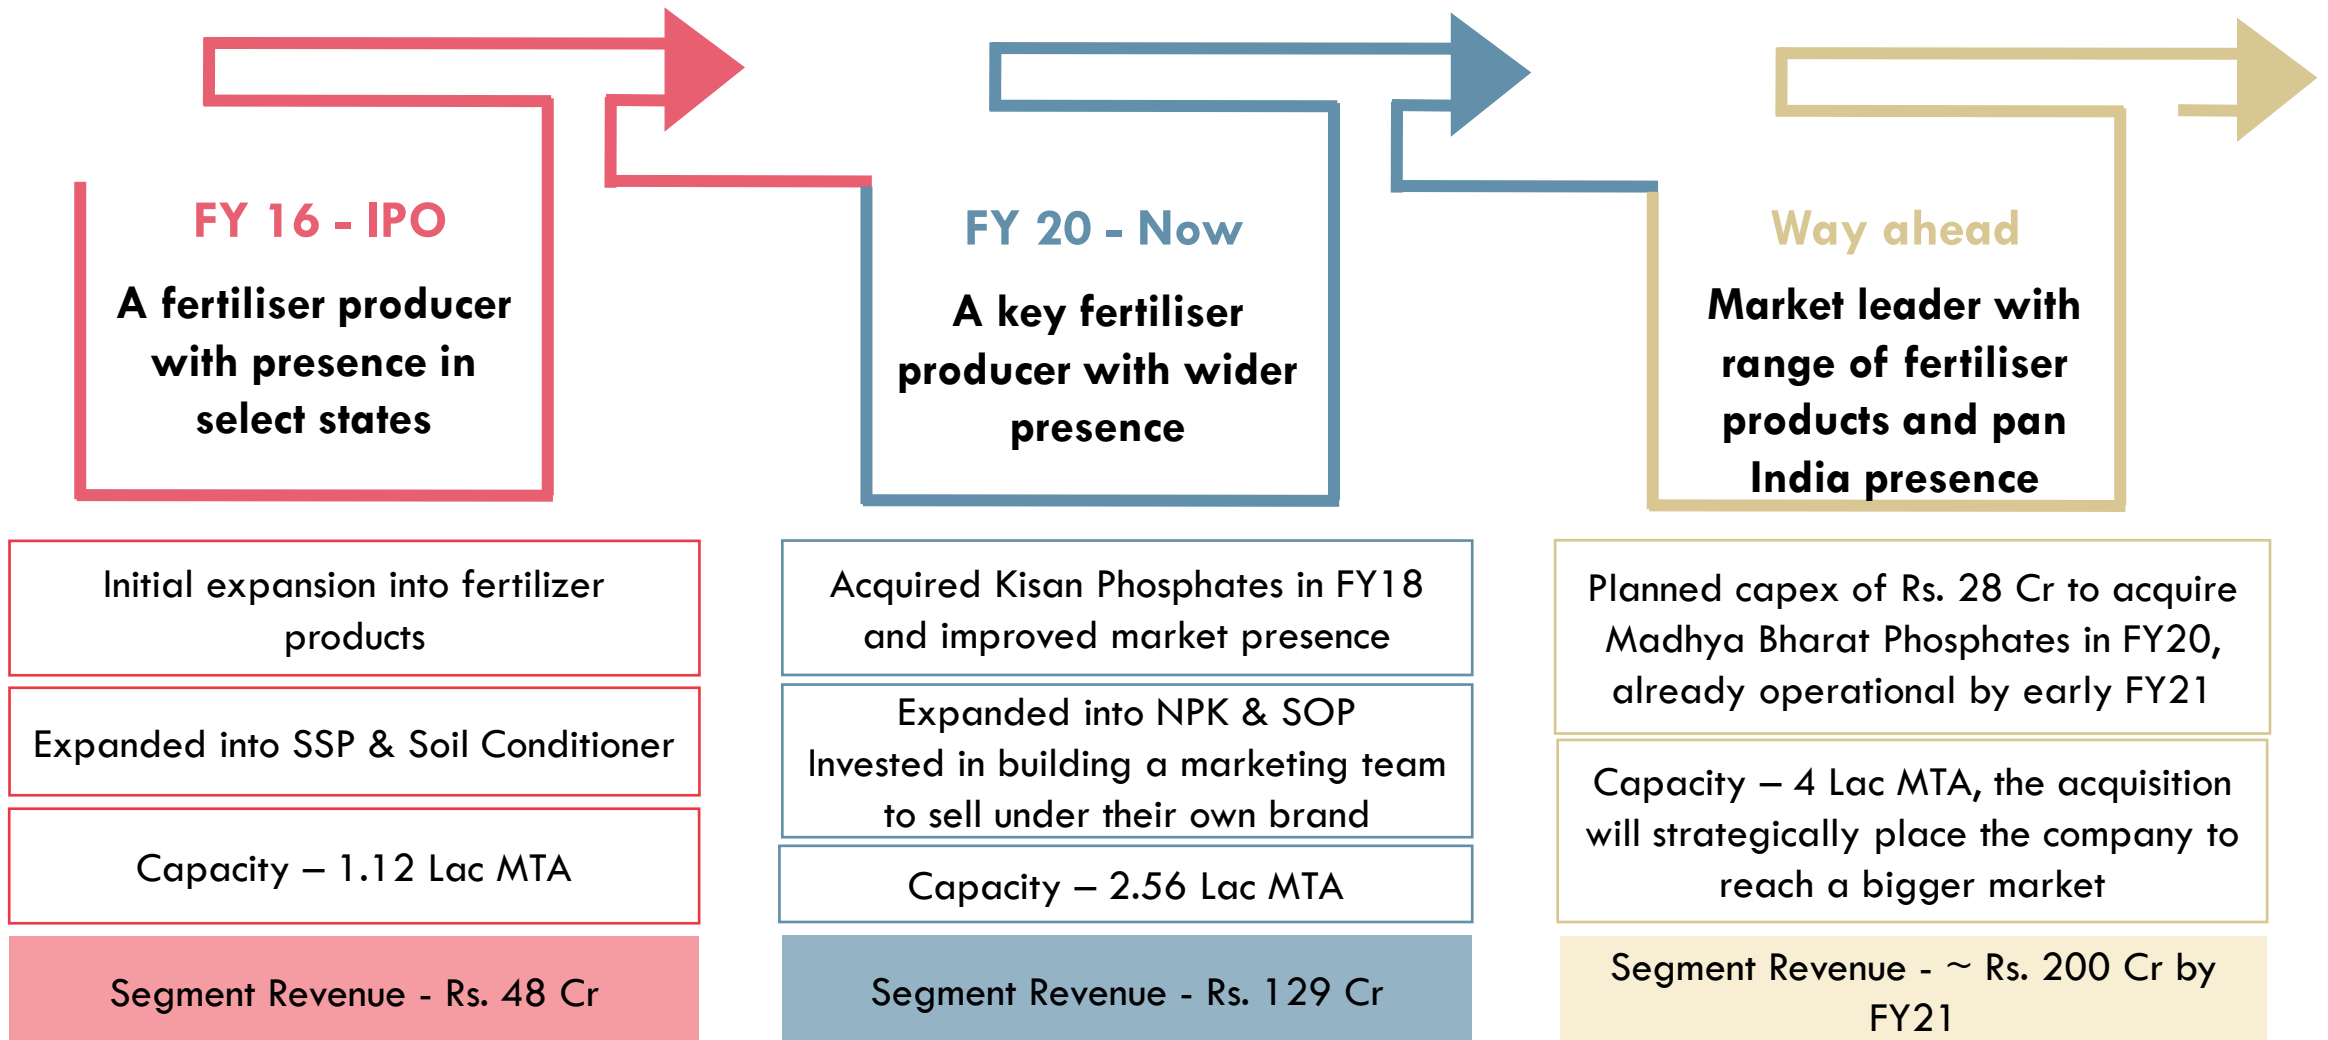 FY 16 - IPO
A fertiliser producer
with presence in
select states
Initial expansion into fertilizer
products
Expanded into SSP & Soil Conditioner
Capacity – 1.12 Lac MTA
Segment Revenue - Rs. 48 Cr
FY 20 - Now
A key fertiliser
producer with wider
presence
Acquired Kisan Phosphates in FY18
and improved market presence
Expanded into NPK & SOP
Invested in building a marketing team
to sell under their own brand
Capacity – 2.56 Lac MTA
Segment Revenue - Rs. 129 Cr
Way ahead
Market leader with
range of fertiliser
products and pan
India presence
Planned capex of Rs. 28 Cr to acquire
Madhya Bharat Phosphates in FY20,
already operational by early FY21
Capacity – 4 Lac MTA, the acquisition
will strategically place the company to
reach a bigger market
Segment Revenue - ~ Rs. 200 Cr by
FY21